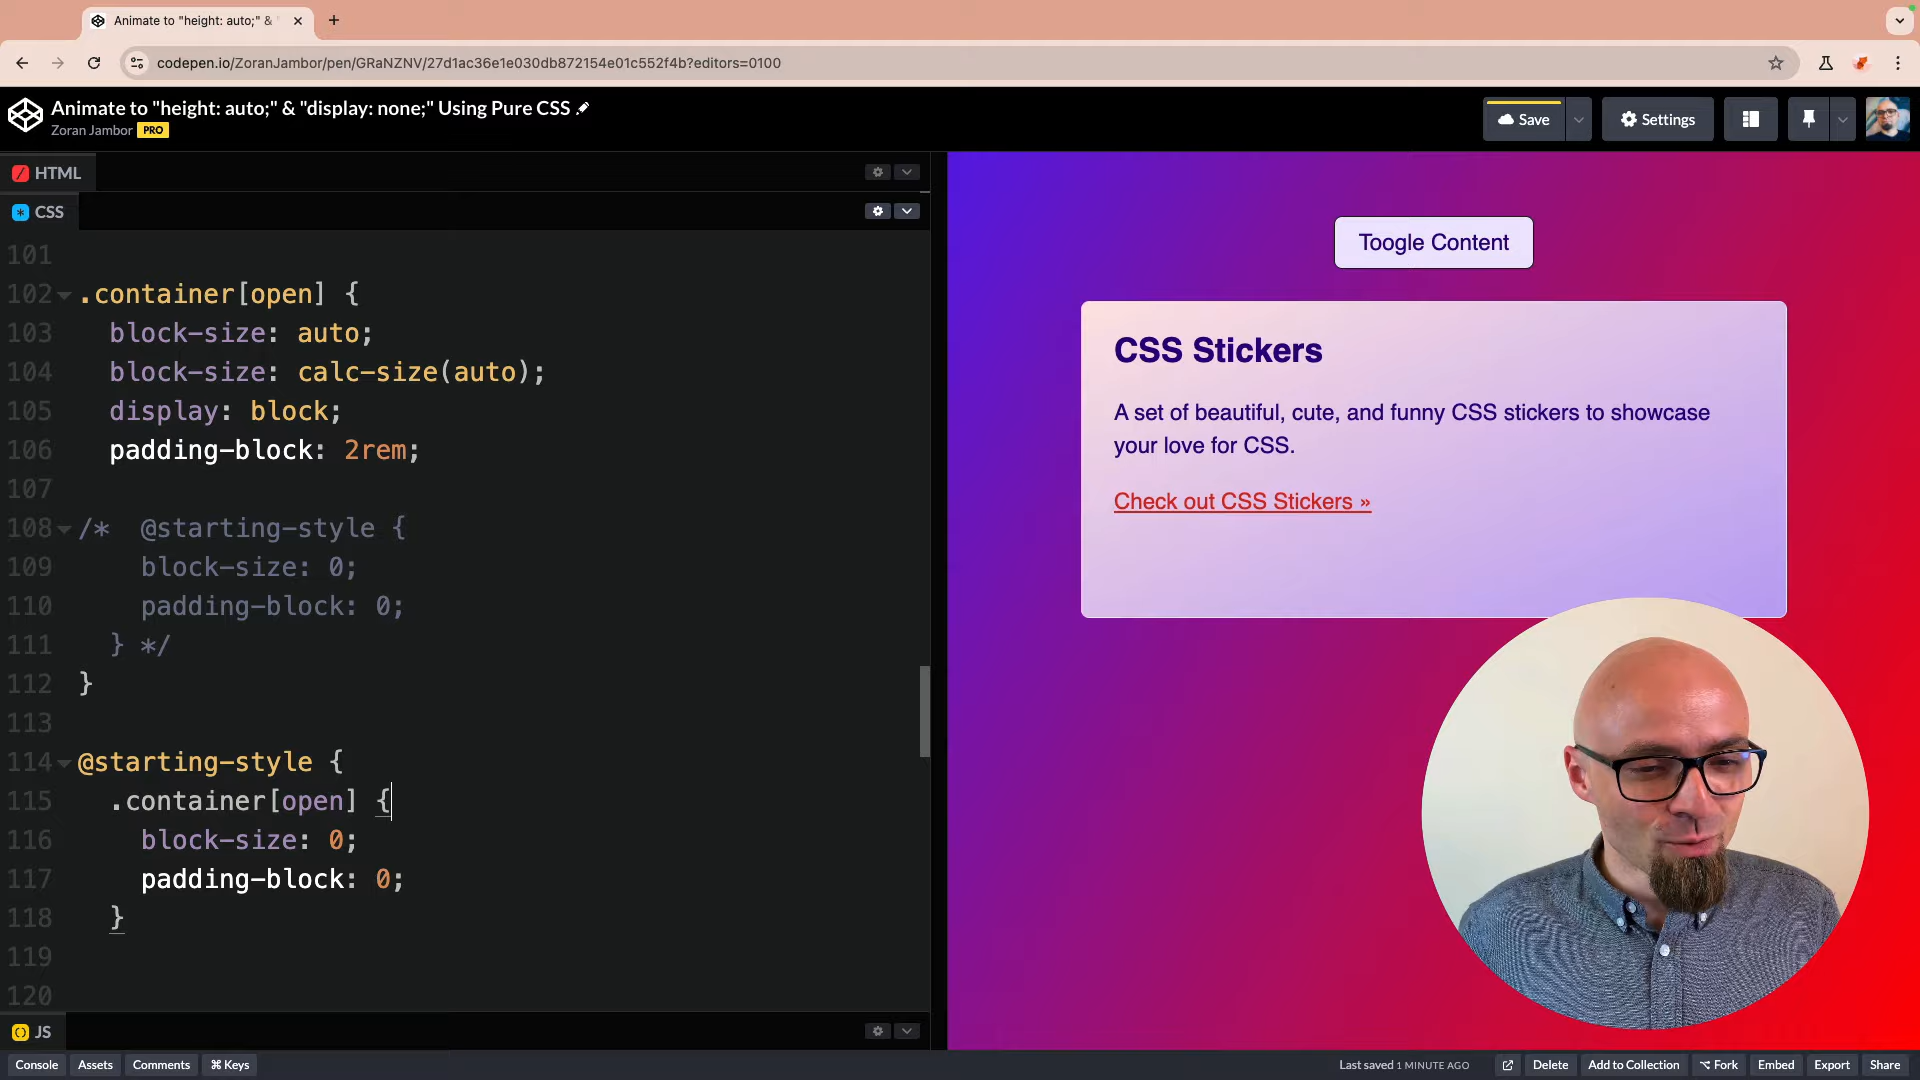 Animate to "height: auto;" &
codepen.io/ZoranJambor/pen/GRaNZNV/27d1ac36e1e030db872154e01c552f4b?editors=0100
Animate to "height: auto;" & "display: none;" Using Pure CSS
Zoran Jambor PRO
Save
Settings
HTML
CSS
101
102 .container[open] {
103 block-size: auto;
104 block-size: calc-size(auto);
105 display: block;
106 padding-block: 2rem;
107
108 /* @starting-style {
109 block-size: 0;
110 padding-block: 0;
111 } */
112 }
113
114 @starting-style {
115 .container[open] {
116 block-size: 0;
117 padding-block: 0;
118 }
119
120
JS
Toogle Content
CSS Stickers
A set of beautiful, cute, and funny CSS stickers to showcase
your love for CSS.
Check out CSS Stickers »
Console
Assets
Comments
⌘ Keys
Last saved 1 MINUTE AGO
Delete
Add to Collection
Fork
Embed
Export
Share